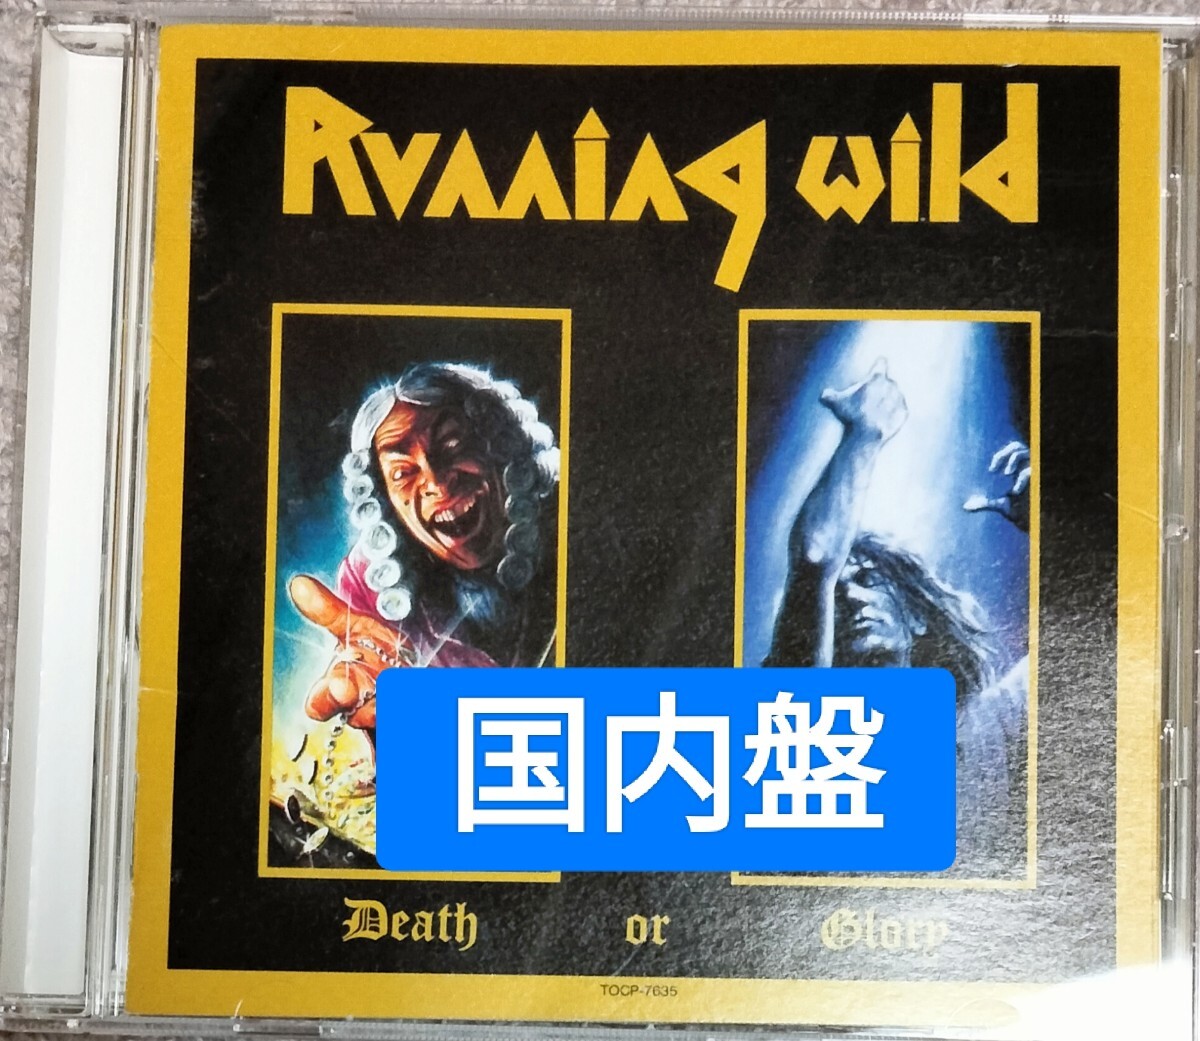 Running Wild
国内盤
Death or Glory
TOCP-7635